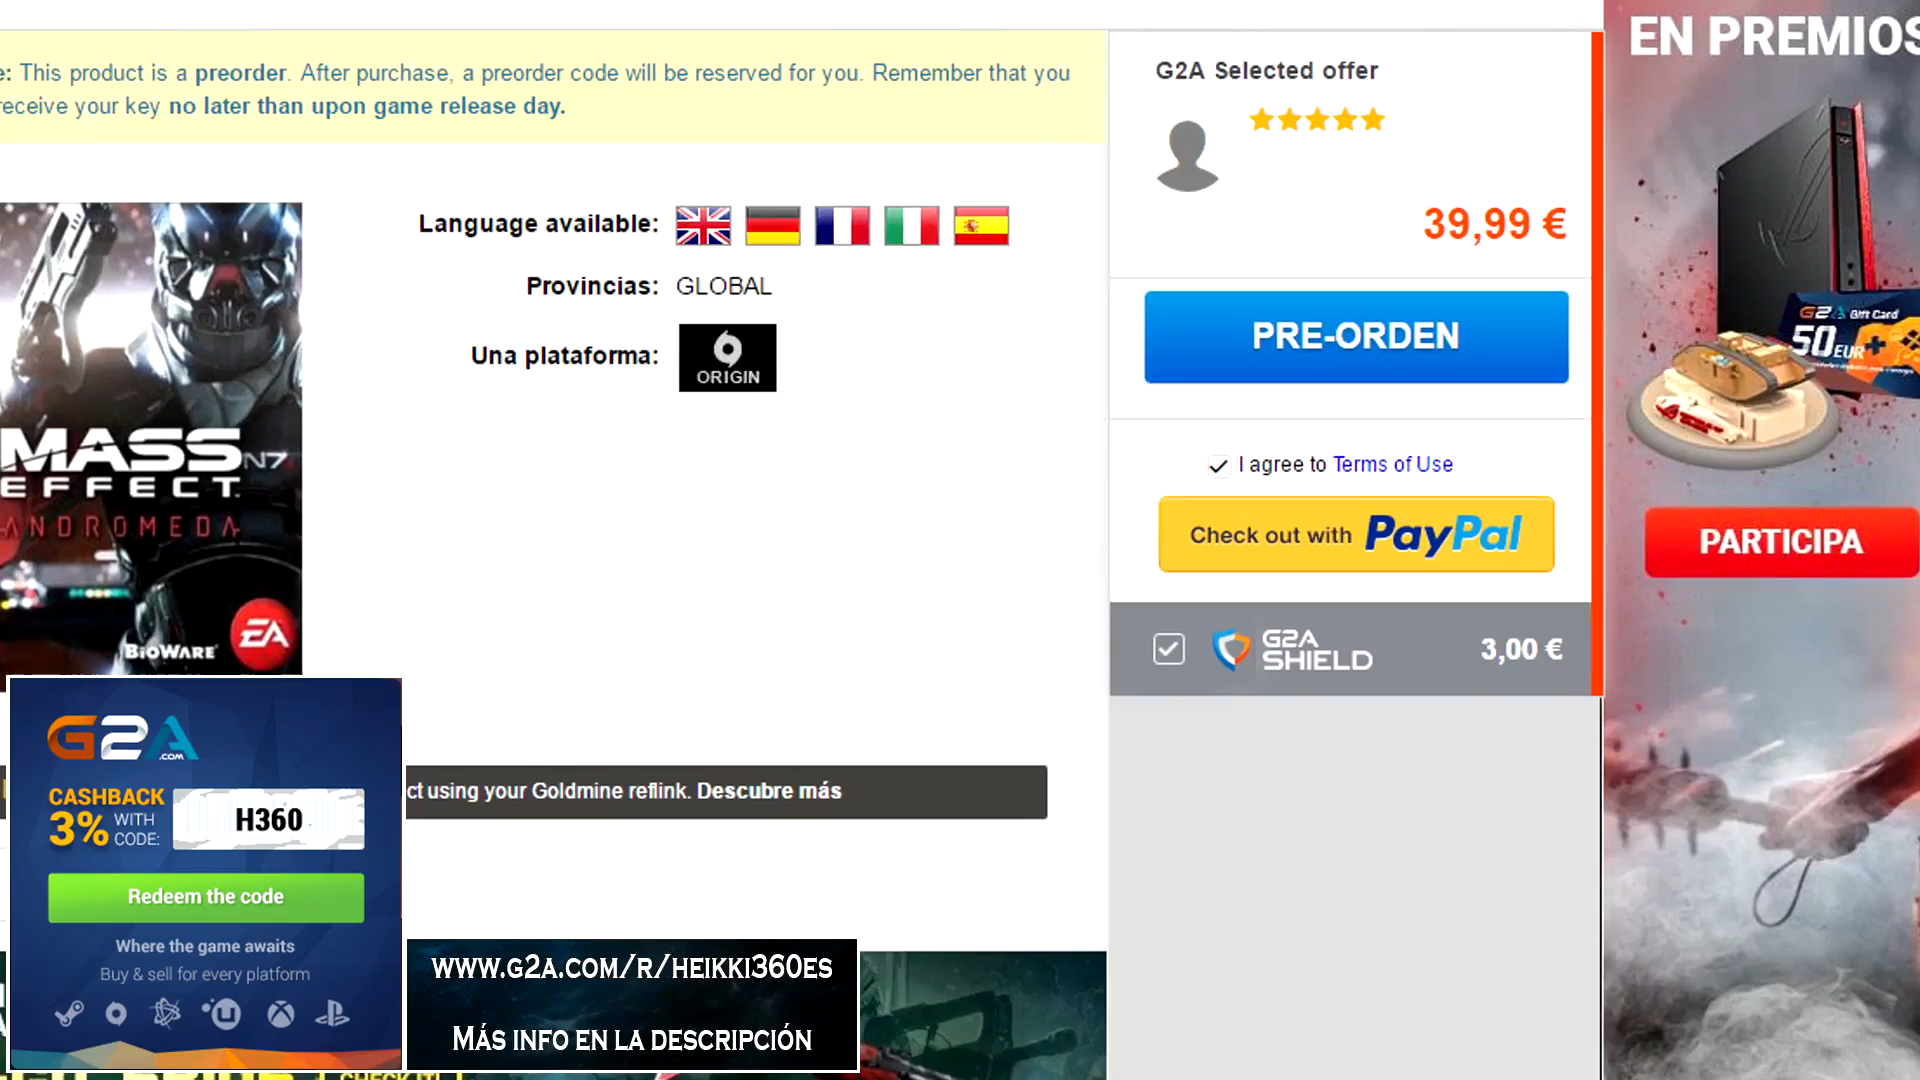 EN PREMIOS
e: This product is a preorder. After purchase, a preorder code will be reserved for you. Remember that you
receive your key no later than upon game release day.
G2A Selected offer
39,99 €
Language available:
Provincias: GLOBAL
Una plataforma:
ORIGIN
PRE-ORDEN
I agree to Terms of Use
Check out with PayPal
G2A
SHIELD
3,00 €
MASS N7
EFFECT
ANDROMEDA
BIOWARE
EA
G2A Gift Card
50 EUR
PARTICIPA
G2A
.COM
CASHBACK
3% WITH
CODE:
H360
Redeem the code
Where the game awaits
Buy & sell for every platform
ct using your Goldmine reflink. Descubre más
WWW.G2A.COM/R/HEIKKI360ES
MÁS INFO EN LA DESCRIPCIÓN
CHECK IT!